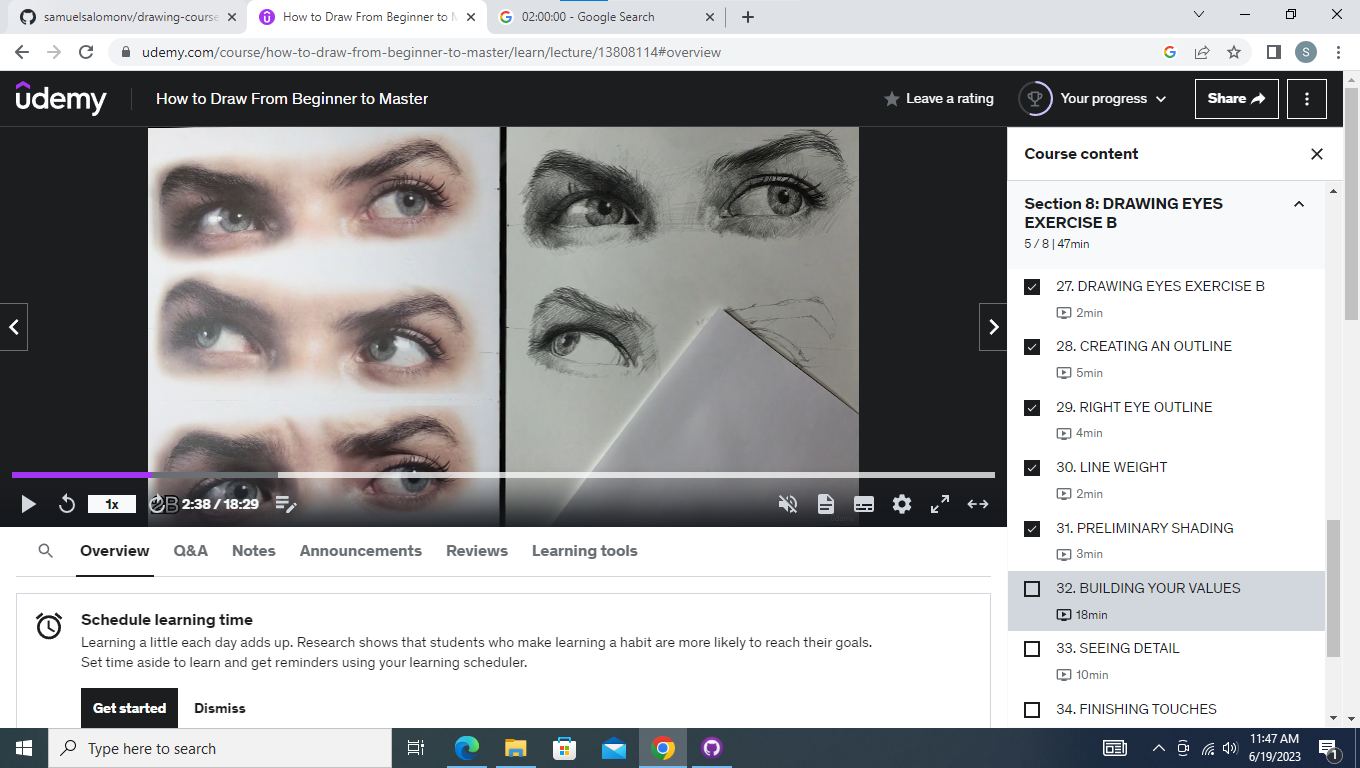 samuelsalomonv/drawing-course
How to Draw From Beginner to M
02:00:00 - Google Search
udemy.com/course/how-to-draw-from-beginner-to-master/learn/lecture/13808114#overview
S
udemy
How to Draw From Beginner to Master
Leave a rating
Your progress
Share
Course content
Section 8: DRAWING EYES
EXERCISE B
5 / 8 | 47min
27. DRAWING EYES EXERCISE B
2min
28. CREATING AN OUTLINE
5min
29. RIGHT EYE OUTLINE
4min
30. LINE WEIGHT
2min
31. PRELIMINARY SHADING
3min
32. BUILDING YOUR VALUES
18min
33. SEEING DETAIL
10min
34. FINISHING TOUCHES
5
1x
2:38 / 18:29
Overview
Q&A
Notes
Announcements
Reviews
Learning tools
Schedule learning time
Learning a little each day adds up. Research shows that students who make learning a habit are more likely to reach their goals.
Set time aside to learn and get reminders using your learning scheduler.
Get started
Dismiss
Type here to search
11:47 AM
6/19/2023
1